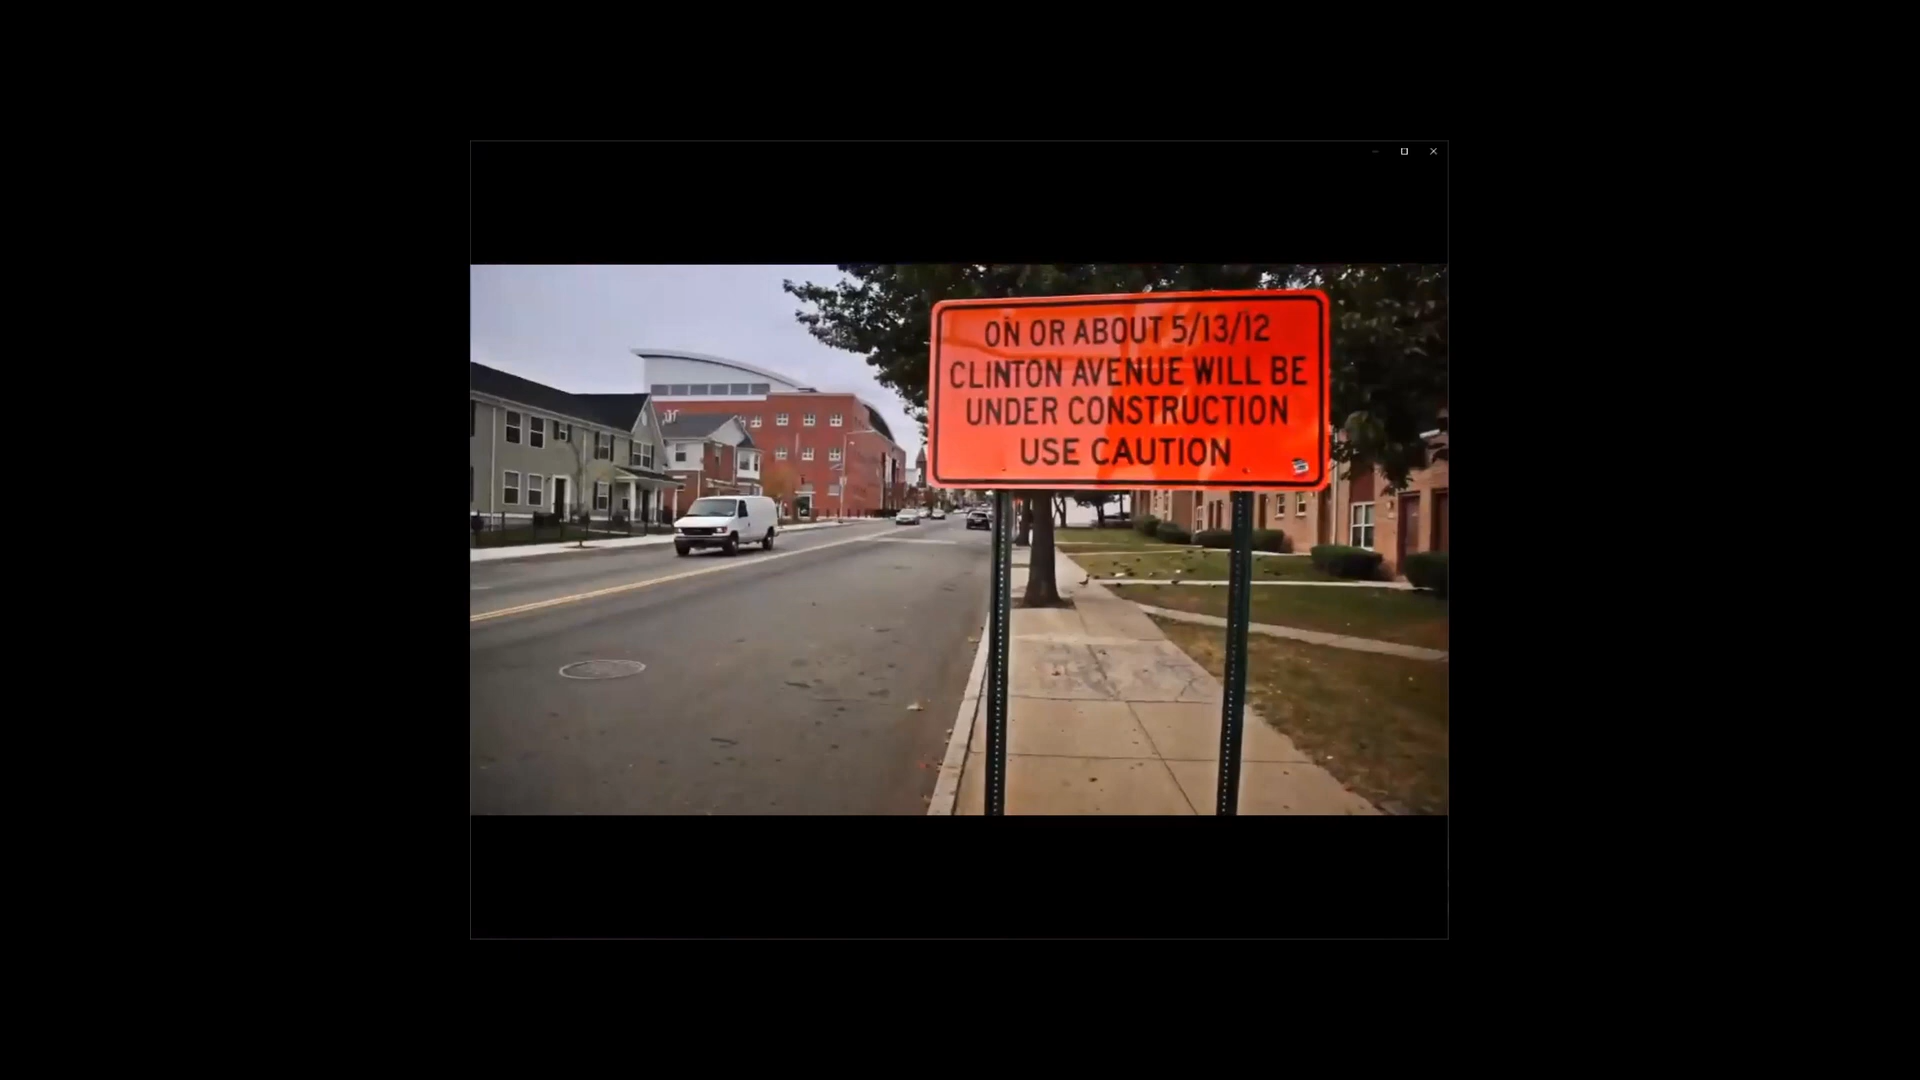 ON OR ABOUT 5/13/12
CLINTON AVENUE WILL BE
UNDER CONSTRUCTION
USE CAUTION